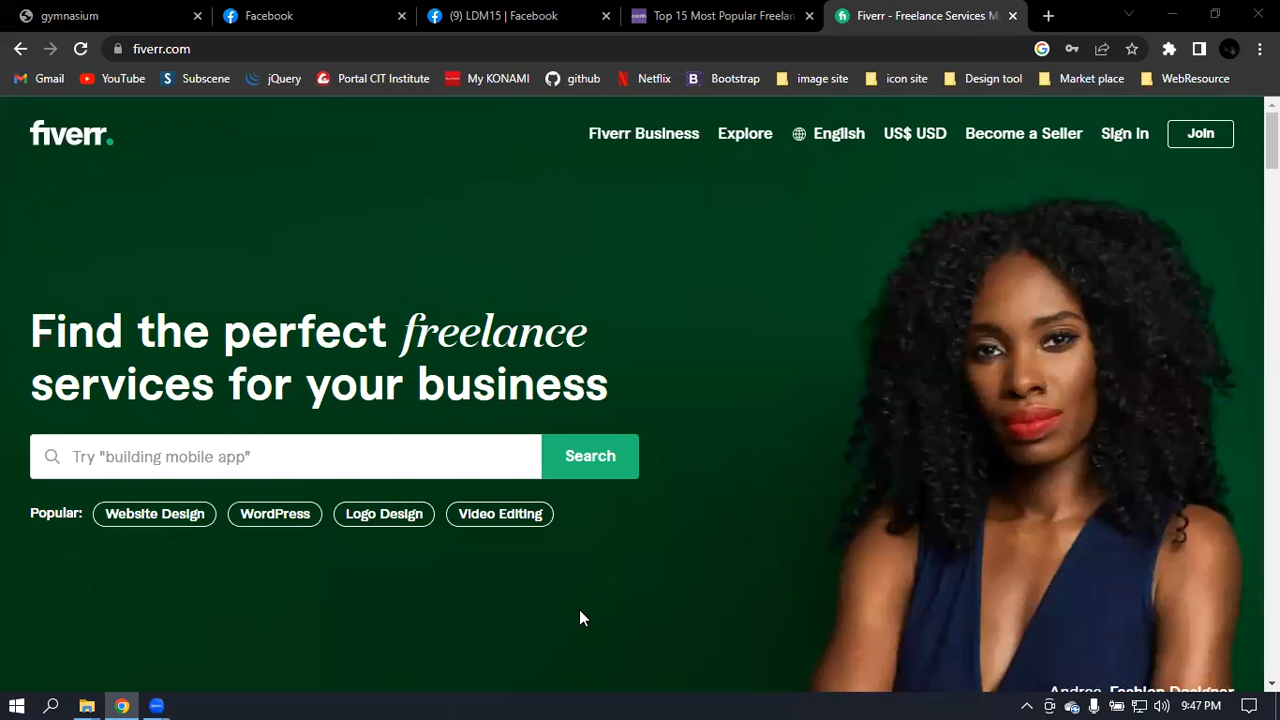 gymnasium
Facebook
(9) LDM15 | Facebook
Top 15 Most Popular Freelan
Fiverr - Freelance Services M
fiverr.com
Gmail
YouTube
Subscene
jQuery
Portal CIT Institute
My KONAMI
github
Netflix
Bootstrap
image site
icon site
Design tool
Market place
WebResource
fiverr.
Fiverr Business
Explore
English
US$ USD
Become a Seller
Sign in
Join
Find the perfect freelance
services for your business
Try "building mobile app"
Search
Popular:
Website Design
WordPress
Logo Design
Video Editing
Andrea, Fashion Designer
9:47 PM